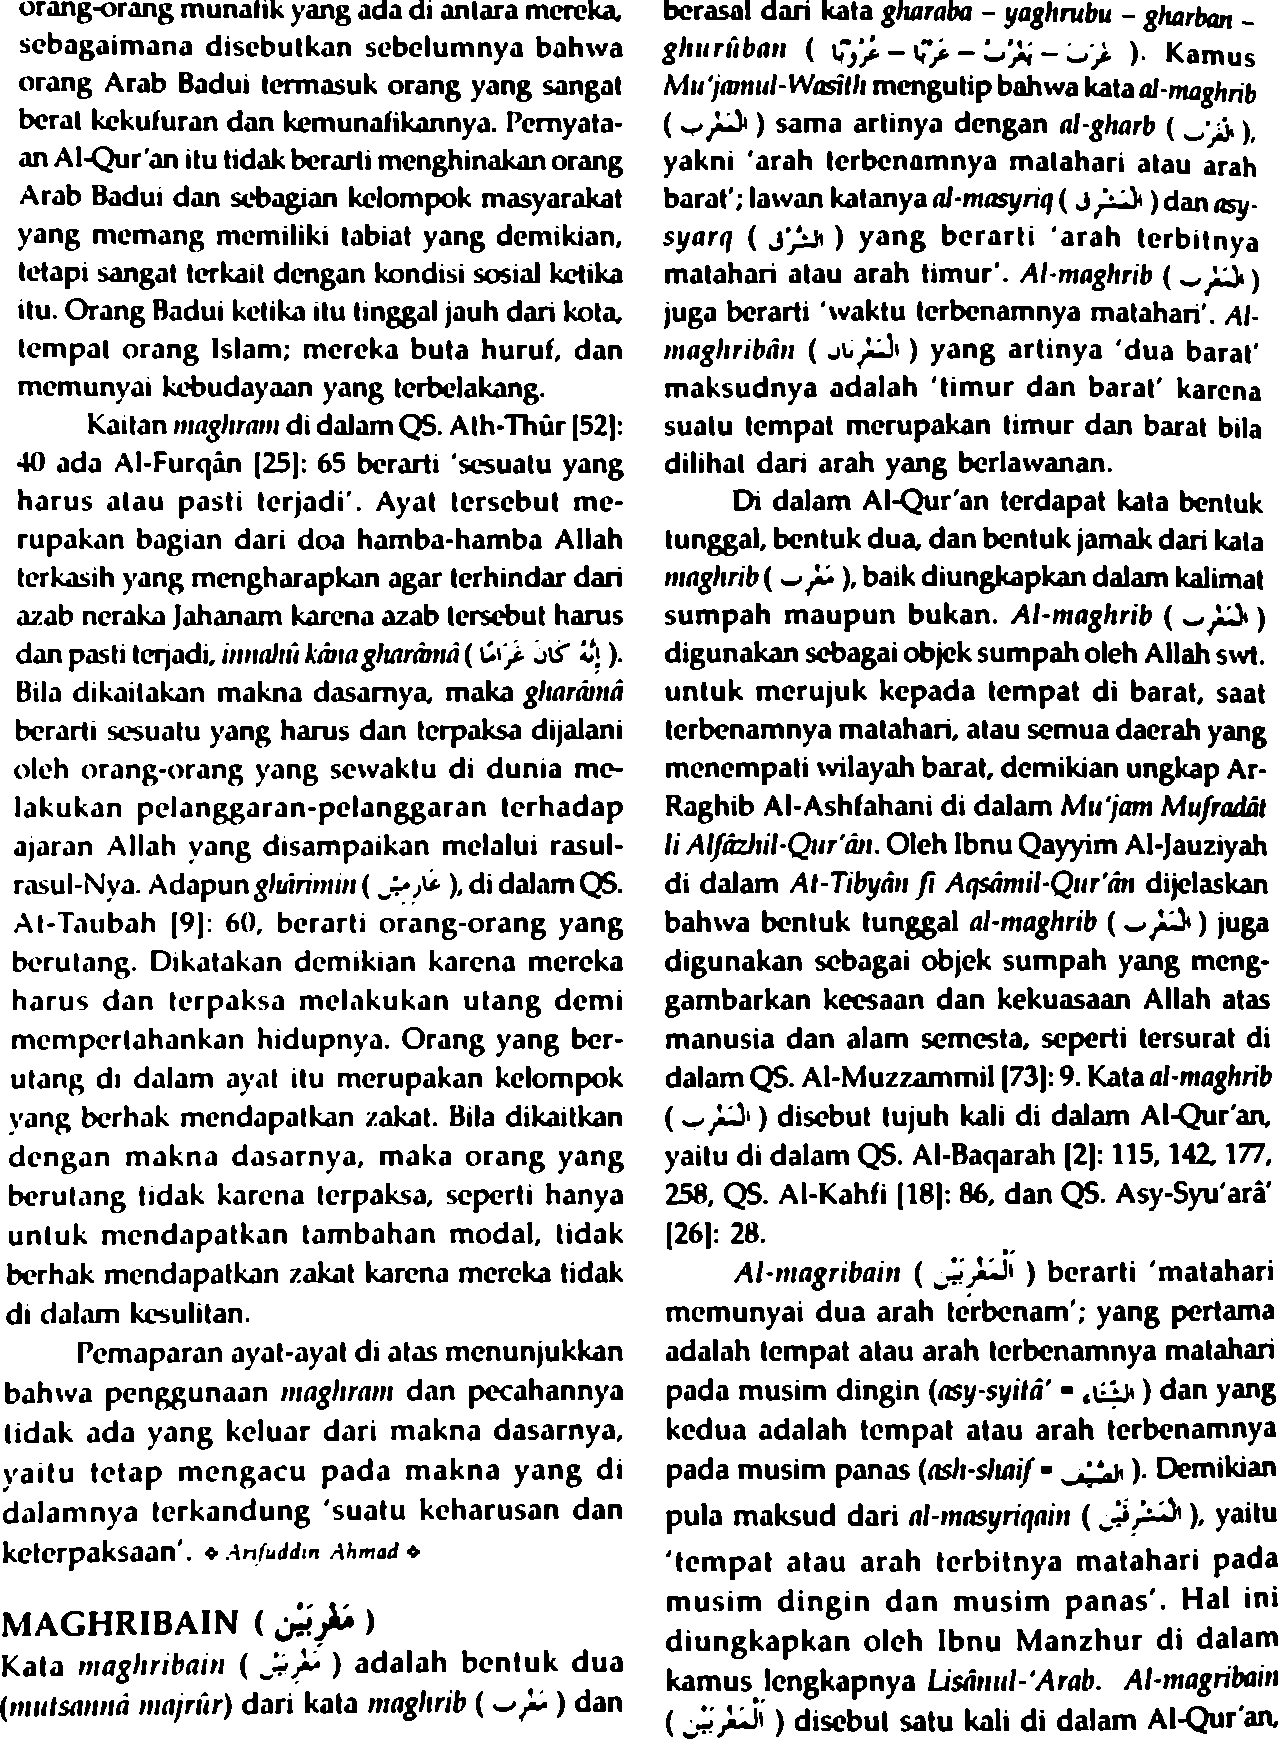 orang-orang munafik yang ada di antara mereka,
sebagaimana disebutkan sebelumnya bahwa
orang Arab Badui termasuk orang yang sangat
berat kekufuran dan kemunafikannya. Pernyata-
an Al-Qur'an itu tidak berarti menghinakan orang
Arab Badui dan sebagian kelompok masyarakat
yang memang memiliki tabiat yang demikian,
tetapi sangat terkait dengan kondisi sosial ketika
itu. Orang Badui ketika itu tinggal jauh dari kota,
tempat orang Islam; mereka buta huruf, dan
memunyai kebudayaan yang terbelakang.
Kaitan maghram di dalam QS. Ath-Thûr [52]:
40 ada Al-Furqân [25]: 65 berarti 'sesuatu yang
harus atau pasti terjadi'. Ayat tersebut me-
rupakan bagian dari doa hamba-hamba Allah
terkasih yang mengharapkan agar terhindar dari
azab neraka Jahanam karena azab tersebut harus
dan pasti terjadi, innahû kâna gharâmâ ( إِنَّهُ كَانَ غَرَامًا ).
Bila dikaitakan makna dasarnya, maka gharâmâ
berarti sesuatu yang harus dan terpaksa dijalani
oleh orang-orang yang sewaktu di dunia me-
lakukan pelanggaran-pelanggaran terhadap
ajaran Allah yang disampaikan melalui rasul-
rasul-Nya. Adapun ghârimîn ( غَارِمِيْنَ ), di dalam QS.
At-Taubah [9]: 60, berarti orang-orang yang
berutang. Dikatakan demikian karena mereka
harus dan terpaksa melakukan utang demi
mempertahankan hidupnya. Orang yang ber-
utang di dalam ayat itu merupakan kelompok
yang berhak mendapatkan zakat. Bila dikaitkan
dengan makna dasarnya, maka orang yang
berutang tidak karena terpaksa, seperti hanya
untuk mendapatkan tambahan modal, tidak
berhak mendapatkan zakat karena mereka tidak
di dalam kesulitan.
Pemaparan ayat-ayat di atas menunjukkan
bahwa penggunaan maghram dan pecahannya
tidak ada yang keluar dari makna dasarnya,
yaitu tetap mengacu pada makna yang di
dalamnya terkandung 'suatu keharusan dan
keterpaksaan'. ❖ Arifuddin Ahmad ❖
MAGHRIBAIN ( مَغْرِبَيْن )
Kata maghribain ( مَغْرِبَيْن ) adalah bentuk dua
(mutsannâ majrûr) dari kata maghrib ( مَغْرِب ) dan
berasal dari kata gharaba – yaghrubu – gharban –
ghurûban ( غَرَبَ – يَغْرُبُ – غَرْبًا – غُرُوْبًا ). Kamus
Mu'jamul-Wasîth mengutip bahwa kata al-maghrib
( الْمَغْرِب ) sama artinya dengan al-gharb ( الْغَرْب ),
yakni 'arah terbenamnya matahari atau arah
barat'; lawan katanya al-masyriq ( الْمَشْرِق ) dan asy-
syarq ( الشَّرْق ) yang berarti 'arah terbitnya
matahari atau arah timur'. Al-maghrib ( الْمَغْرِب )
juga berarti 'waktu terbenamnya matahari'. Al-
maghribân ( الْمَغْرِبَان ) yang artinya 'dua barat'
maksudnya adalah 'timur dan barat' karena
suatu tempat merupakan timur dan barat bila
dilihat dari arah yang berlawanan.
Di dalam Al-Qur'an terdapat kata bentuk
tunggal, bentuk dua, dan bentuk jamak dari kata
maghrib ( مَغْرِب ), baik diungkapkan dalam kalimat
sumpah maupun bukan. Al-maghrib ( الْمَغْرِب )
digunakan sebagai objek sumpah oleh Allah swt.
untuk merujuk kepada tempat di barat, saat
terbenamnya matahari, atau semua daerah yang
menempati wilayah barat, demikian ungkap Ar-
Raghib Al-Ashfahani di dalam Mu'jam Mufradât
li Alfâzhil-Qur'ân. Oleh Ibnu Qayyim Al-Jauziyah
di dalam At-Tibyân fî Aqsâmil-Qur'ân dijelaskan
bahwa bentuk tunggal al-maghrib ( الْمَغْرِب ) juga
digunakan sebagai objek sumpah yang meng-
gambarkan keesaan dan kekuasaan Allah atas
manusia dan alam semesta, seperti tersurat di
dalam QS. Al-Muzzammil [73]: 9. Kata al-maghrib
( الْمَغْرِب ) disebut tujuh kali di dalam Al-Qur'an,
yaitu di dalam QS. Al-Baqarah [2]: 115, 142, 177,
258, QS. Al-Kahfi [18]: 86, dan QS. Asy-Syu'arâ'
[26]: 28.
Al-magribain ( الْمَغْرِبَيْنِ ) berarti 'matahari
memunyai dua arah terbenam'; yang pertama
adalah tempat atau arah terbenamnya matahari
pada musim dingin (asy-syitâ' = الشِّتَاء ) dan yang
kedua adalah tempat atau arah terbenamnya
pada musim panas (ash-shaif = الصَّيْف ). Demikian
pula maksud dari al-masyriqain ( الْمَشْرِقَيْن ), yaitu
'tempat atau arah terbitnya matahari pada
musim dingin dan musim panas'. Hal ini
diungkapkan oleh Ibnu Manzhur di dalam
kamus lengkapnya Lisânul-'Arab. Al-magribain
( الْمَغْرِبَيْنِ ) disebut satu kali di dalam Al-Qur'an,